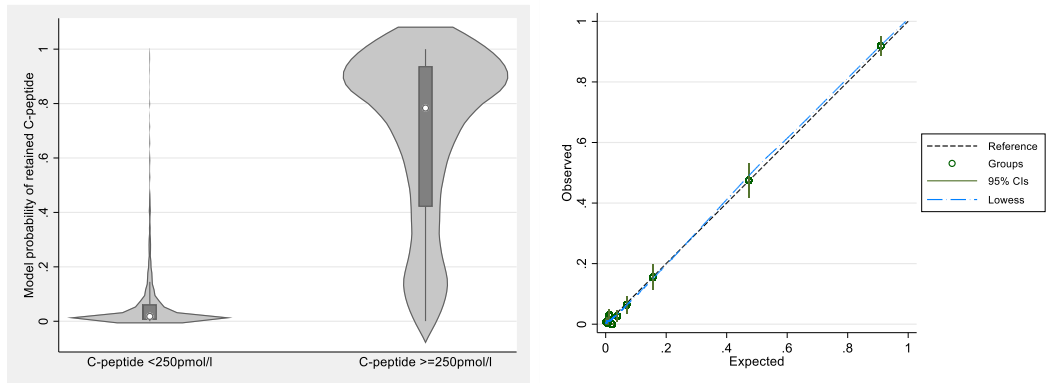 Model probability of retained C-peptide
1
.8
.6
.4
.2
0
C-peptide <250pmol/l
C-peptide >=250pmol/l
Observed
1
.8
.6
.4
.2
0
0
.2
.4
.6
.8
1
Expected
Reference
Groups
95% CIs
Lowess